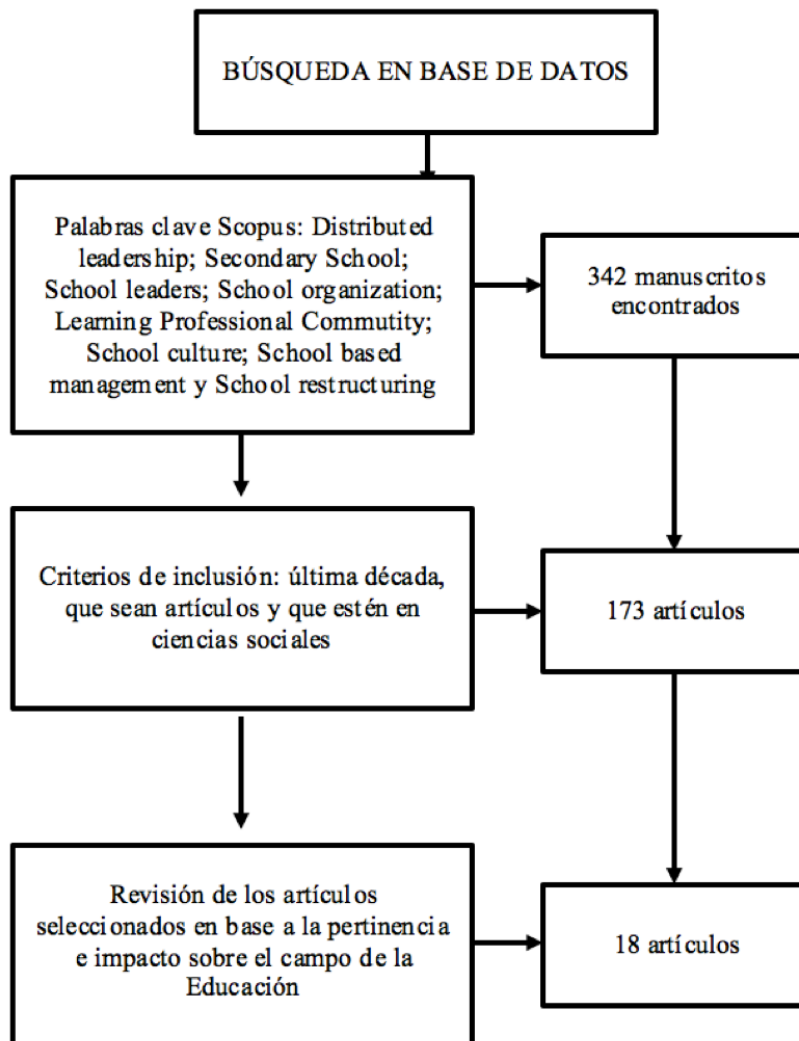 BÚSQUEDA EN BASE DE DATOS
Palabras clave Scopus: Distributed
leadership; Secondary School;
School leaders; School organization;
Learning Professional Commutity;
School culture; School based
management y School restructuring
342 manuscritos
encontrados
Criterios de inclusión: última década,
que sean artículos y que estén en
ciencias sociales
173 artículos
Revisión de los artículos
seleccionados en base a la pertinencia
e impacto sobre el campo de la
Educación
18 artículos